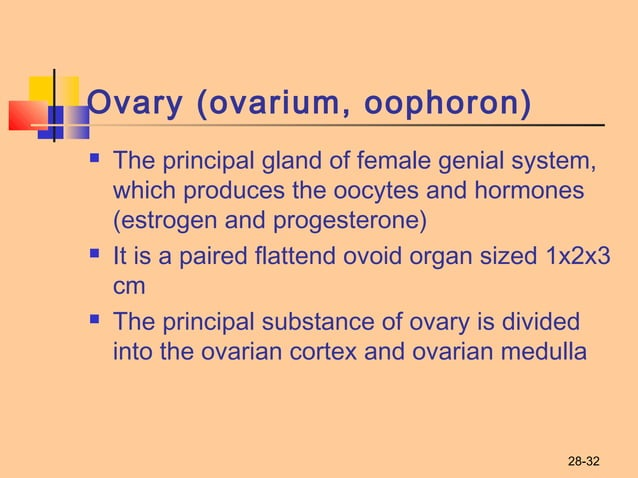 Ovary (ovarium, oophoron)
The principal gland of female genial system,
which produces the oocytes and hormones
(estrogen and progesterone)
It is a paired flattend ovoid organ sized 1x2x3
cm
The principal substance of ovary is divided
into the ovarian cortex and ovarian medulla
28-32